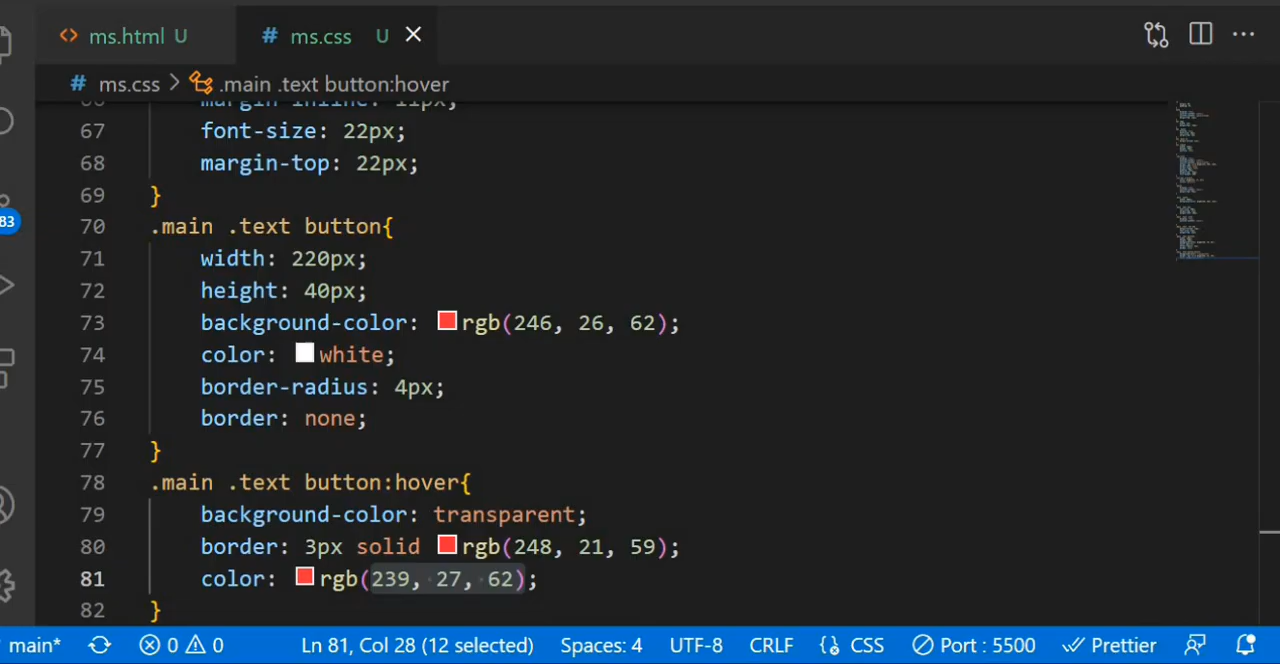 ms.html U
ms.css U
ms.css .main .text button:hover
margin-inline: 11px;
67 font-size: 22px;
68 margin-top: 22px;
69 }
70 .main .text button{
71 width: 220px;
72 height: 40px;
73 background-color: rgb(246, 26, 62);
74 color: white;
75 border-radius: 4px;
76 border: none;
77 }
78 .main .text button:hover{
79 background-color: transparent;
80 border: 3px solid rgb(248, 21, 59);
81 color: rgb(239, 27, 62);
82 }
83
main* 0 0 Ln 81, Col 28 (12 selected) Spaces: 4 UTF-8 CRLF CSS Port : 5500 Prettier